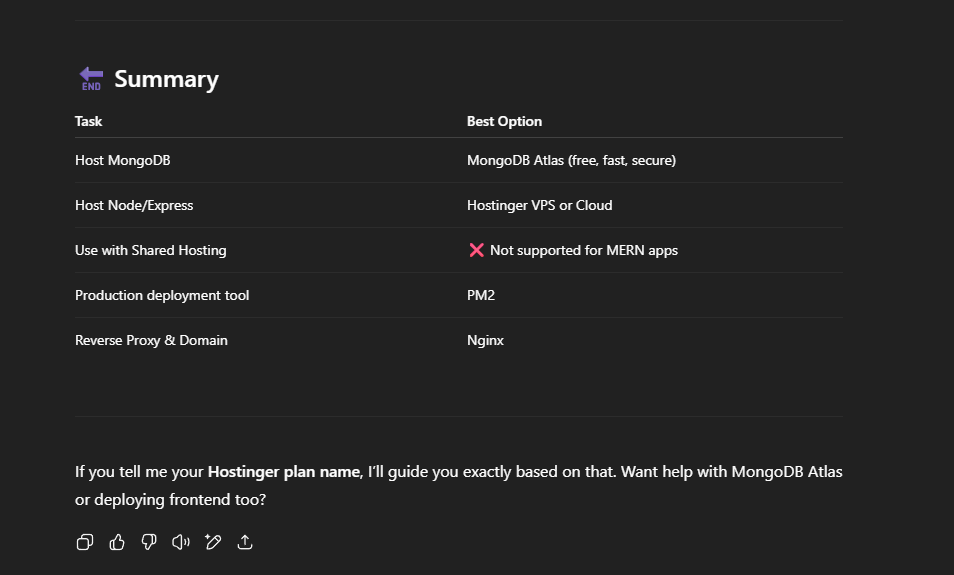 END Summary
Task Best Option
Host MongoDB MongoDB Atlas (free, fast, secure)
Host Node/Express Hostinger VPS or Cloud
Use with Shared Hosting ❌ Not supported for MERN apps
Production deployment tool PM2
Reverse Proxy & Domain Nginx
If you tell me your Hostinger plan name, I’ll guide you exactly based on that. Want help with MongoDB Atlas
or deploying frontend too?